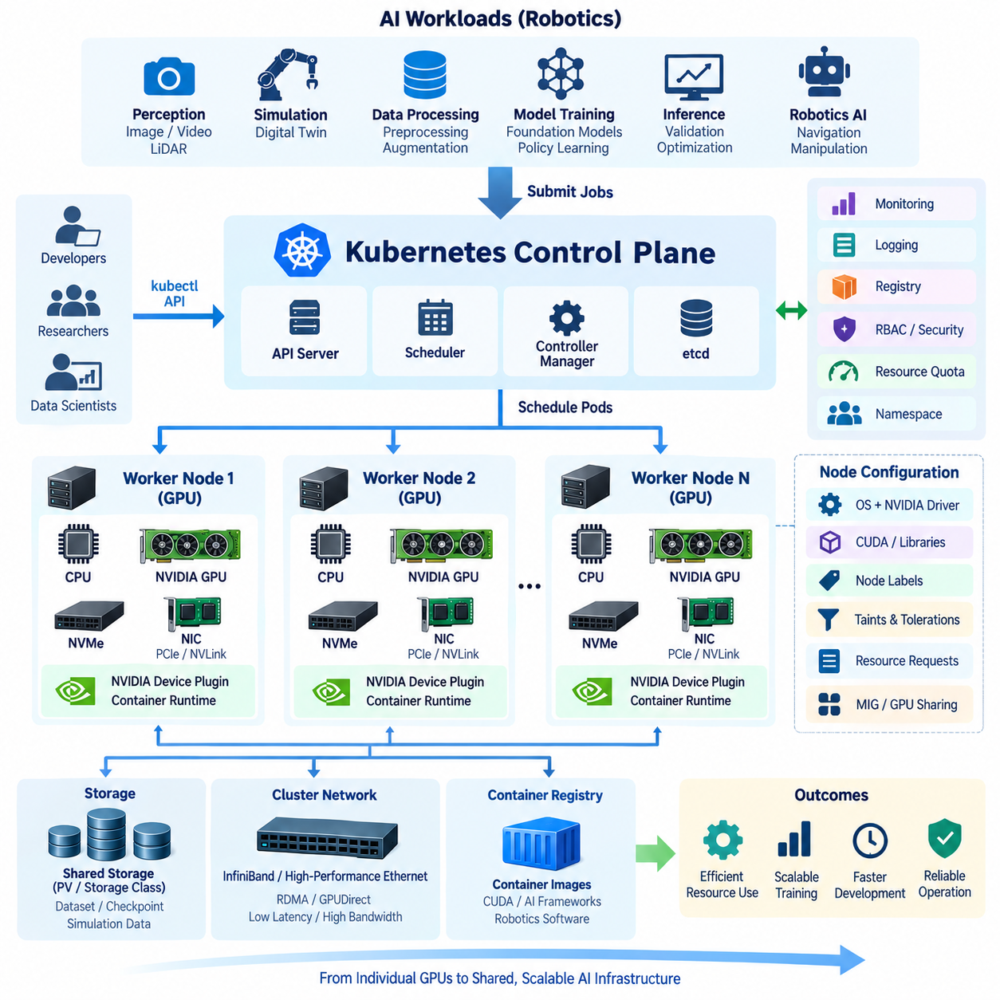 AI Workloads (Robotics)
Perception
Image / Video
LiDAR
Simulation
Digital Twin
Data Processing
Preprocessing
Augmentation
Model Training
Foundation Models
Policy Learning
Inference
Validation
Optimization
Robotics AI
Navigation
Manipulation
Submit Jobs
Developers
Researchers
Data Scientists
kubectl
API
Kubernetes Control Plane
API Server
Scheduler
Controller
Manager
etcd
Monitoring
Logging
Registry
RBAC / Security
Resource Quota
Namespace
Schedule Pods
Worker Node 1
(GPU)
CPU
NVIDIA GPU
NVMe
NIC
PCIe / NVLink
NVIDIA Device Plugin
Container Runtime
Worker Node 2
(GPU)
CPU
NVIDIA GPU
NVMe
NIC
PCIe / NVLink
NVIDIA Device Plugin
Container Runtime
...
Worker Node N
(GPU)
CPU
NVIDIA GPU
NVMe
NIC
PCIe / NVLink
NVIDIA Device Plugin
Container Runtime
Node Configuration
OS + NVIDIA Driver
CUDA / Libraries
Node Labels
Taints & Tolerations
Resource Requests
MIG / GPU Sharing
Storage
Shared Storage
(PV / Storage Class)
Dataset / Checkpoint
Simulation Data
Cluster Network
InfiniBand / High-Performance Ethernet
RDMA / GPUDirect
Low Latency / High Bandwidth
Container Registry
Container Images
CUDA / AI Frameworks
Robotics Software
Outcomes
Efficient
Resource Use
Scalable
Training
Faster
Development
Reliable
Operation
From Individual GPUs to Shared, Scalable AI Infrastructure